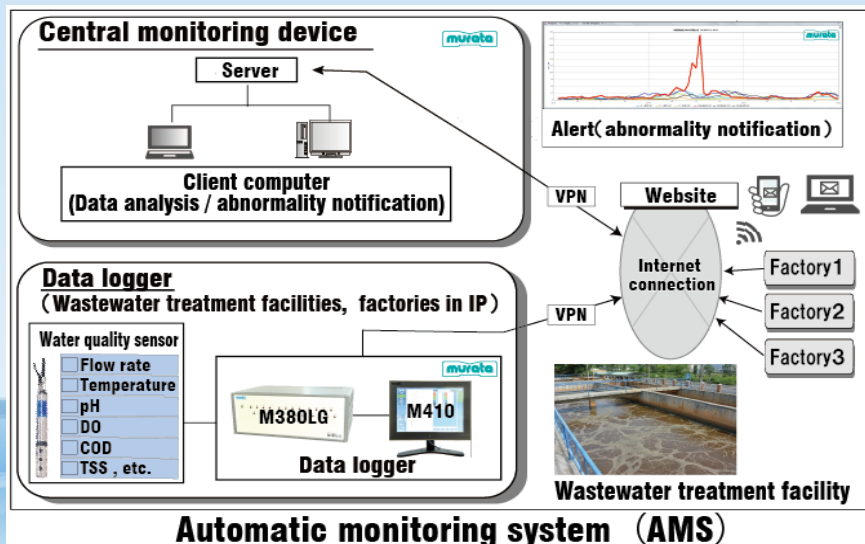 Central monitoring device
murata
Server
Client computer
(Data analysis / abnormality notification)
Alert(abnormality notification)
VPN
Website
Internet
connection
Factory1
Factory2
Factory3
VPN
Data logger
(Wastewater treatment facilities, factories in IP)
Water quality sensor
Flow rate
Temperature
pH
DO
COD
TSS , etc.
murata
M380LG
M410
Data logger
Wastewater treatment facility
Automatic monitoring system (AMS)